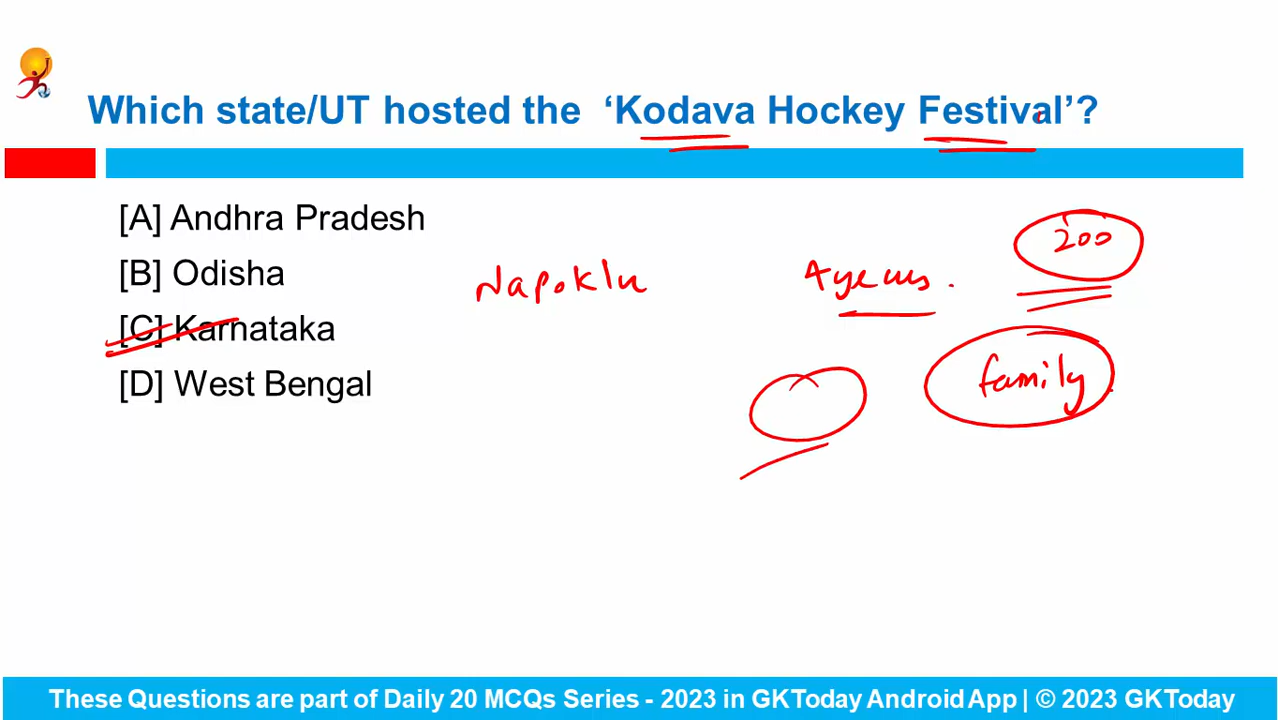 Which state/UT hosted the ‘Kodava Hockey Festival’?
[A] Andhra Pradesh
200
[B] Odisha
Napoklu
[C] Karnataka
family
[D] West Bengal
These Questions are part of Daily 20 MCQs Series - 2023 in GKToday Android App | © 2023 GKToday